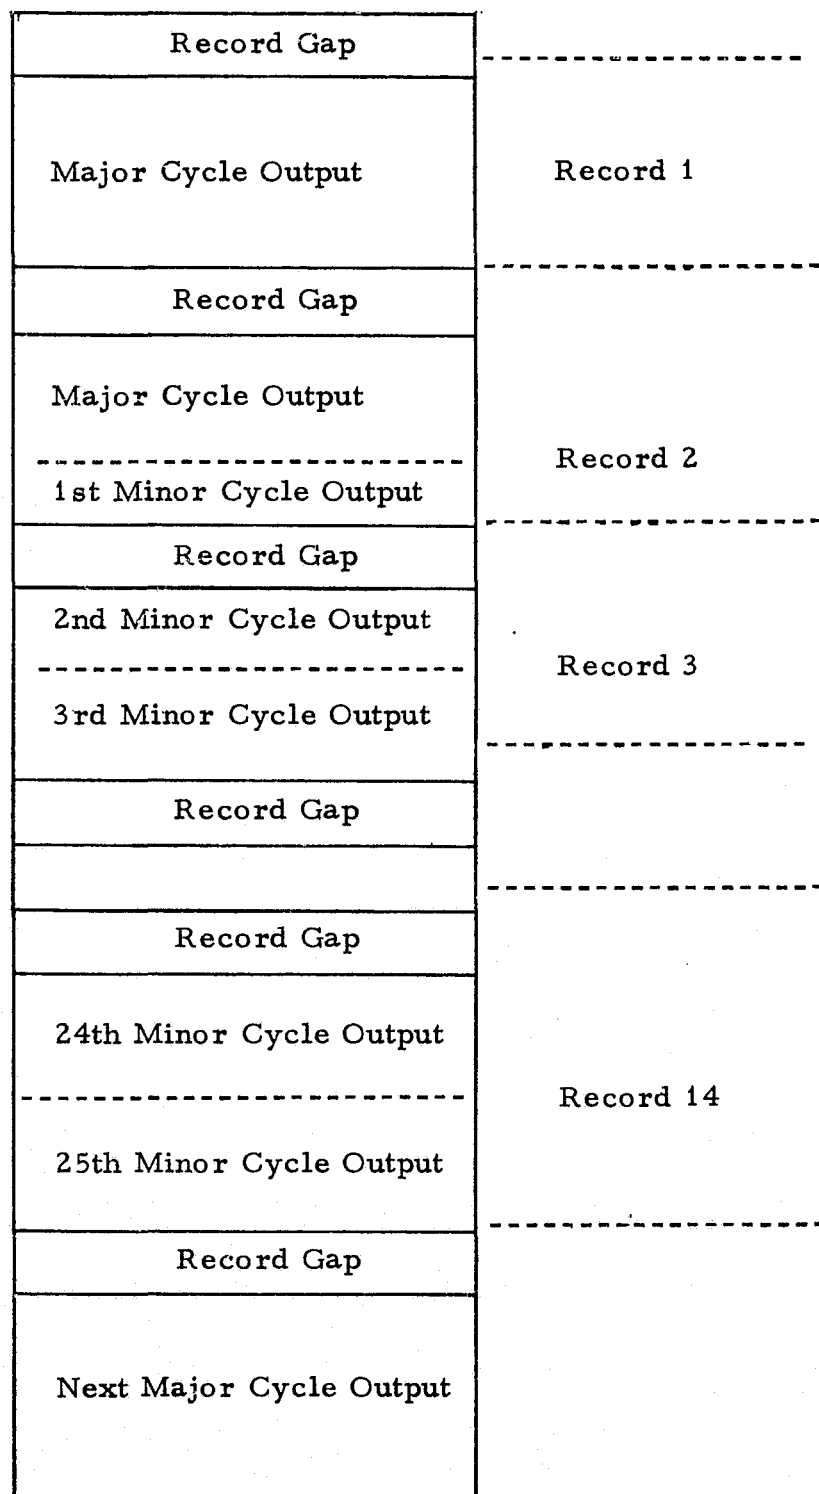 Record Gap
Major Cycle Output
Record 1
Record Gap
Major Cycle Output
Record 2
1st Minor Cycle Output
Record Gap
2nd Minor Cycle Output
Record 3
3rd Minor Cycle Output
Record Gap
Record Gap
24th Minor Cycle Output
Record 14
25th Minor Cycle Output
Record Gap
Next Major Cycle Output